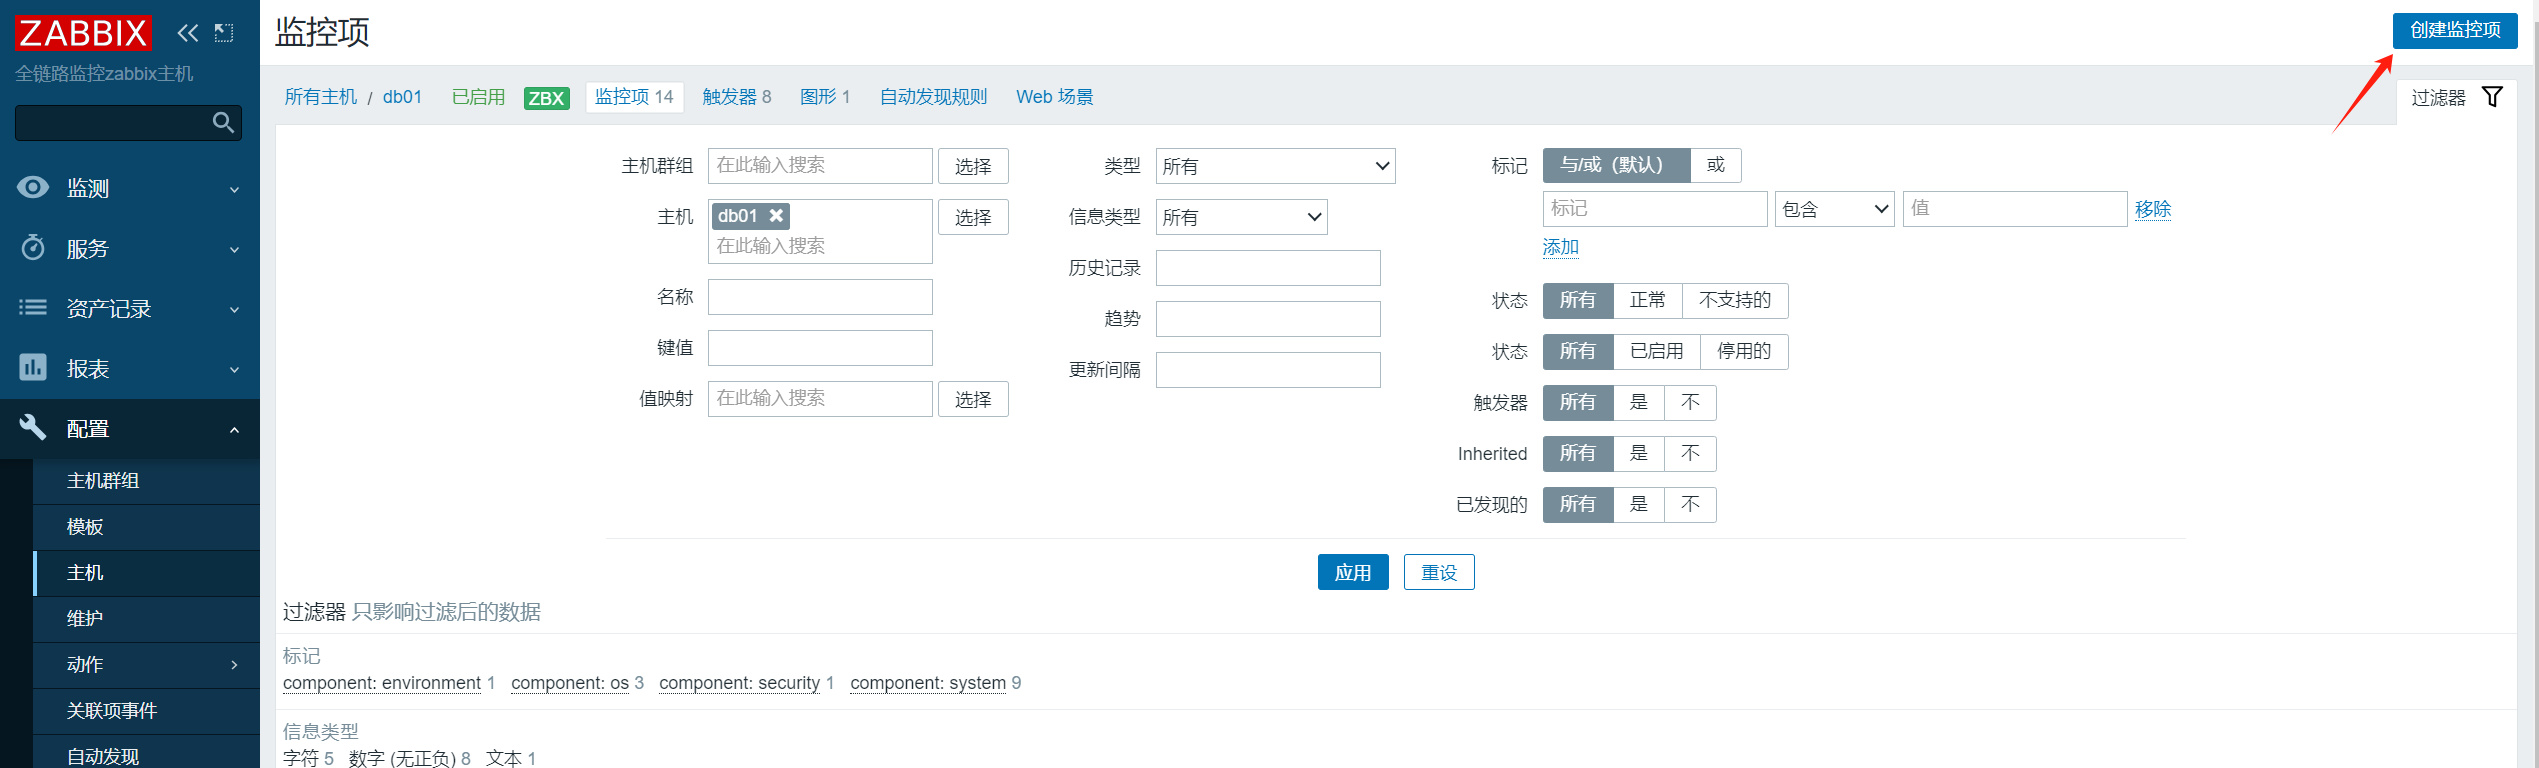 ZABBIX
全链路监控zabbix主机
监测
服务
资产记录
报表
配置
主机群组
模板
主机
维护
动作
关联项事件
自动发现
监控项
创建监控项
所有主机 / db01 已启用 ZBX 监控项 14 触发器 8 图形 1 自动发现规则 Web 场景
过滤器
主机群组 在此输入搜索 选择
主机 db01 选择
在此输入搜索
名称
键值
值映射 在此输入搜索 选择
类型 所有
信息类型 所有
历史记录
趋势
更新间隔
标记 与/或（默认） 或
标记 包含 值 移除
添加
状态 所有 正常 不支持的
状态 所有 已启用 停用的
触发器 所有 是 不
Inherited 所有 是 不
已发现的 所有 是 不
应用 重设
过滤器 只影响过滤后的数据
标记
component: environment 1 component: os 3 component: security 1 component: system 9
信息类型
字符 5 数字 (无正负) 8 文本 1